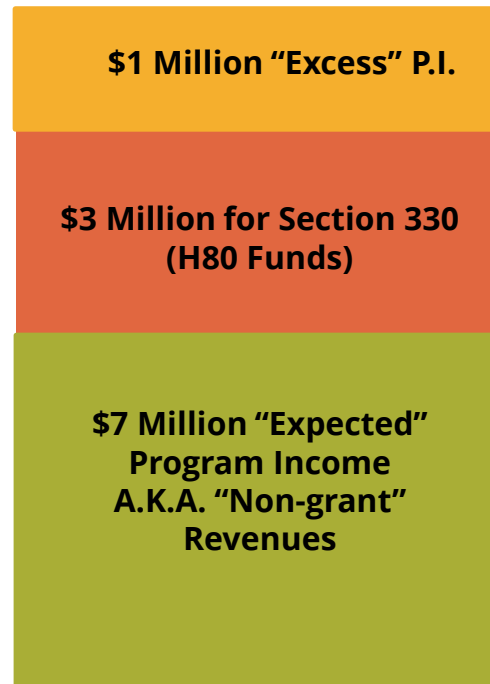 $1 Million “Excess” P.I.
$3 Million for Section 330
(H80 Funds)
$7 Million “Expected”
Program Income
A.K.A. “Non-grant”
Revenues